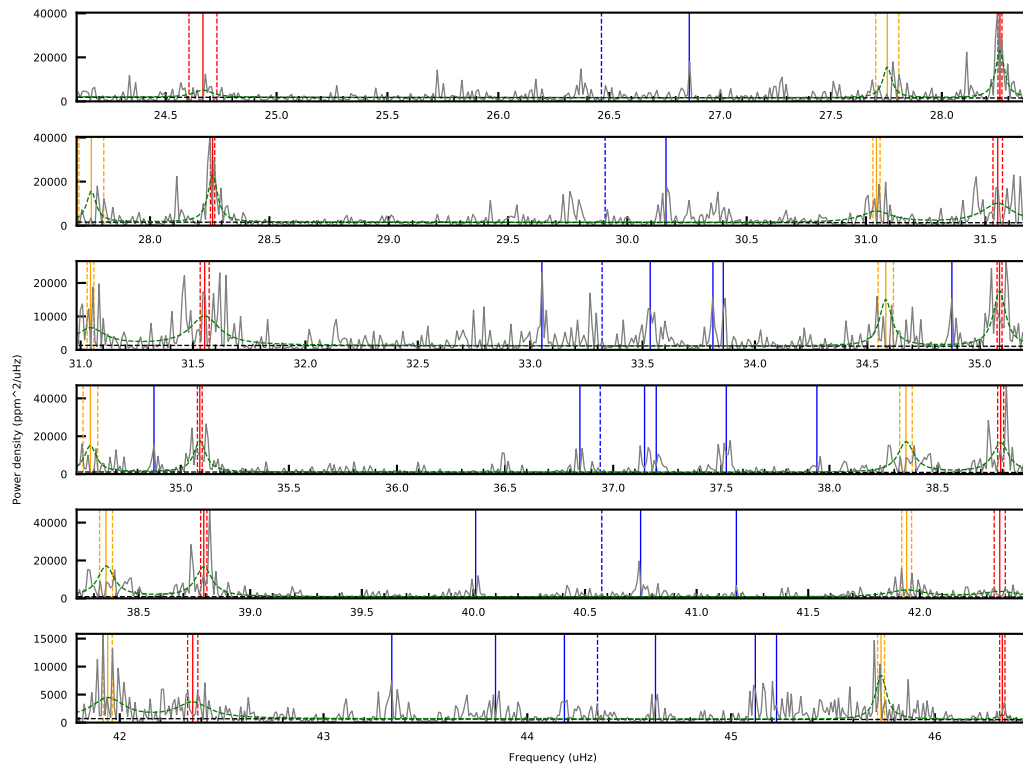 40000
20000
0
24.5 25.0 25.5 26.0 26.5 27.0 27.5 28.0
40000
20000
0
28.0 28.5 29.0 29.5 30.0 30.5 31.0 31.5
20000
10000
0
31.0 31.5 32.0 32.5 33.0 33.5 34.0 34.5 35.0
Power density (ppm^2/uHz)
40000
20000
0
35.0 35.5 36.0 36.5 37.0 37.5 38.0 38.5
40000
20000
0
38.5 39.0 39.5 40.0 40.5 41.0 41.5 42.0
15000
10000
5000
0
42 43 44 45 46
Frequency (uHz)